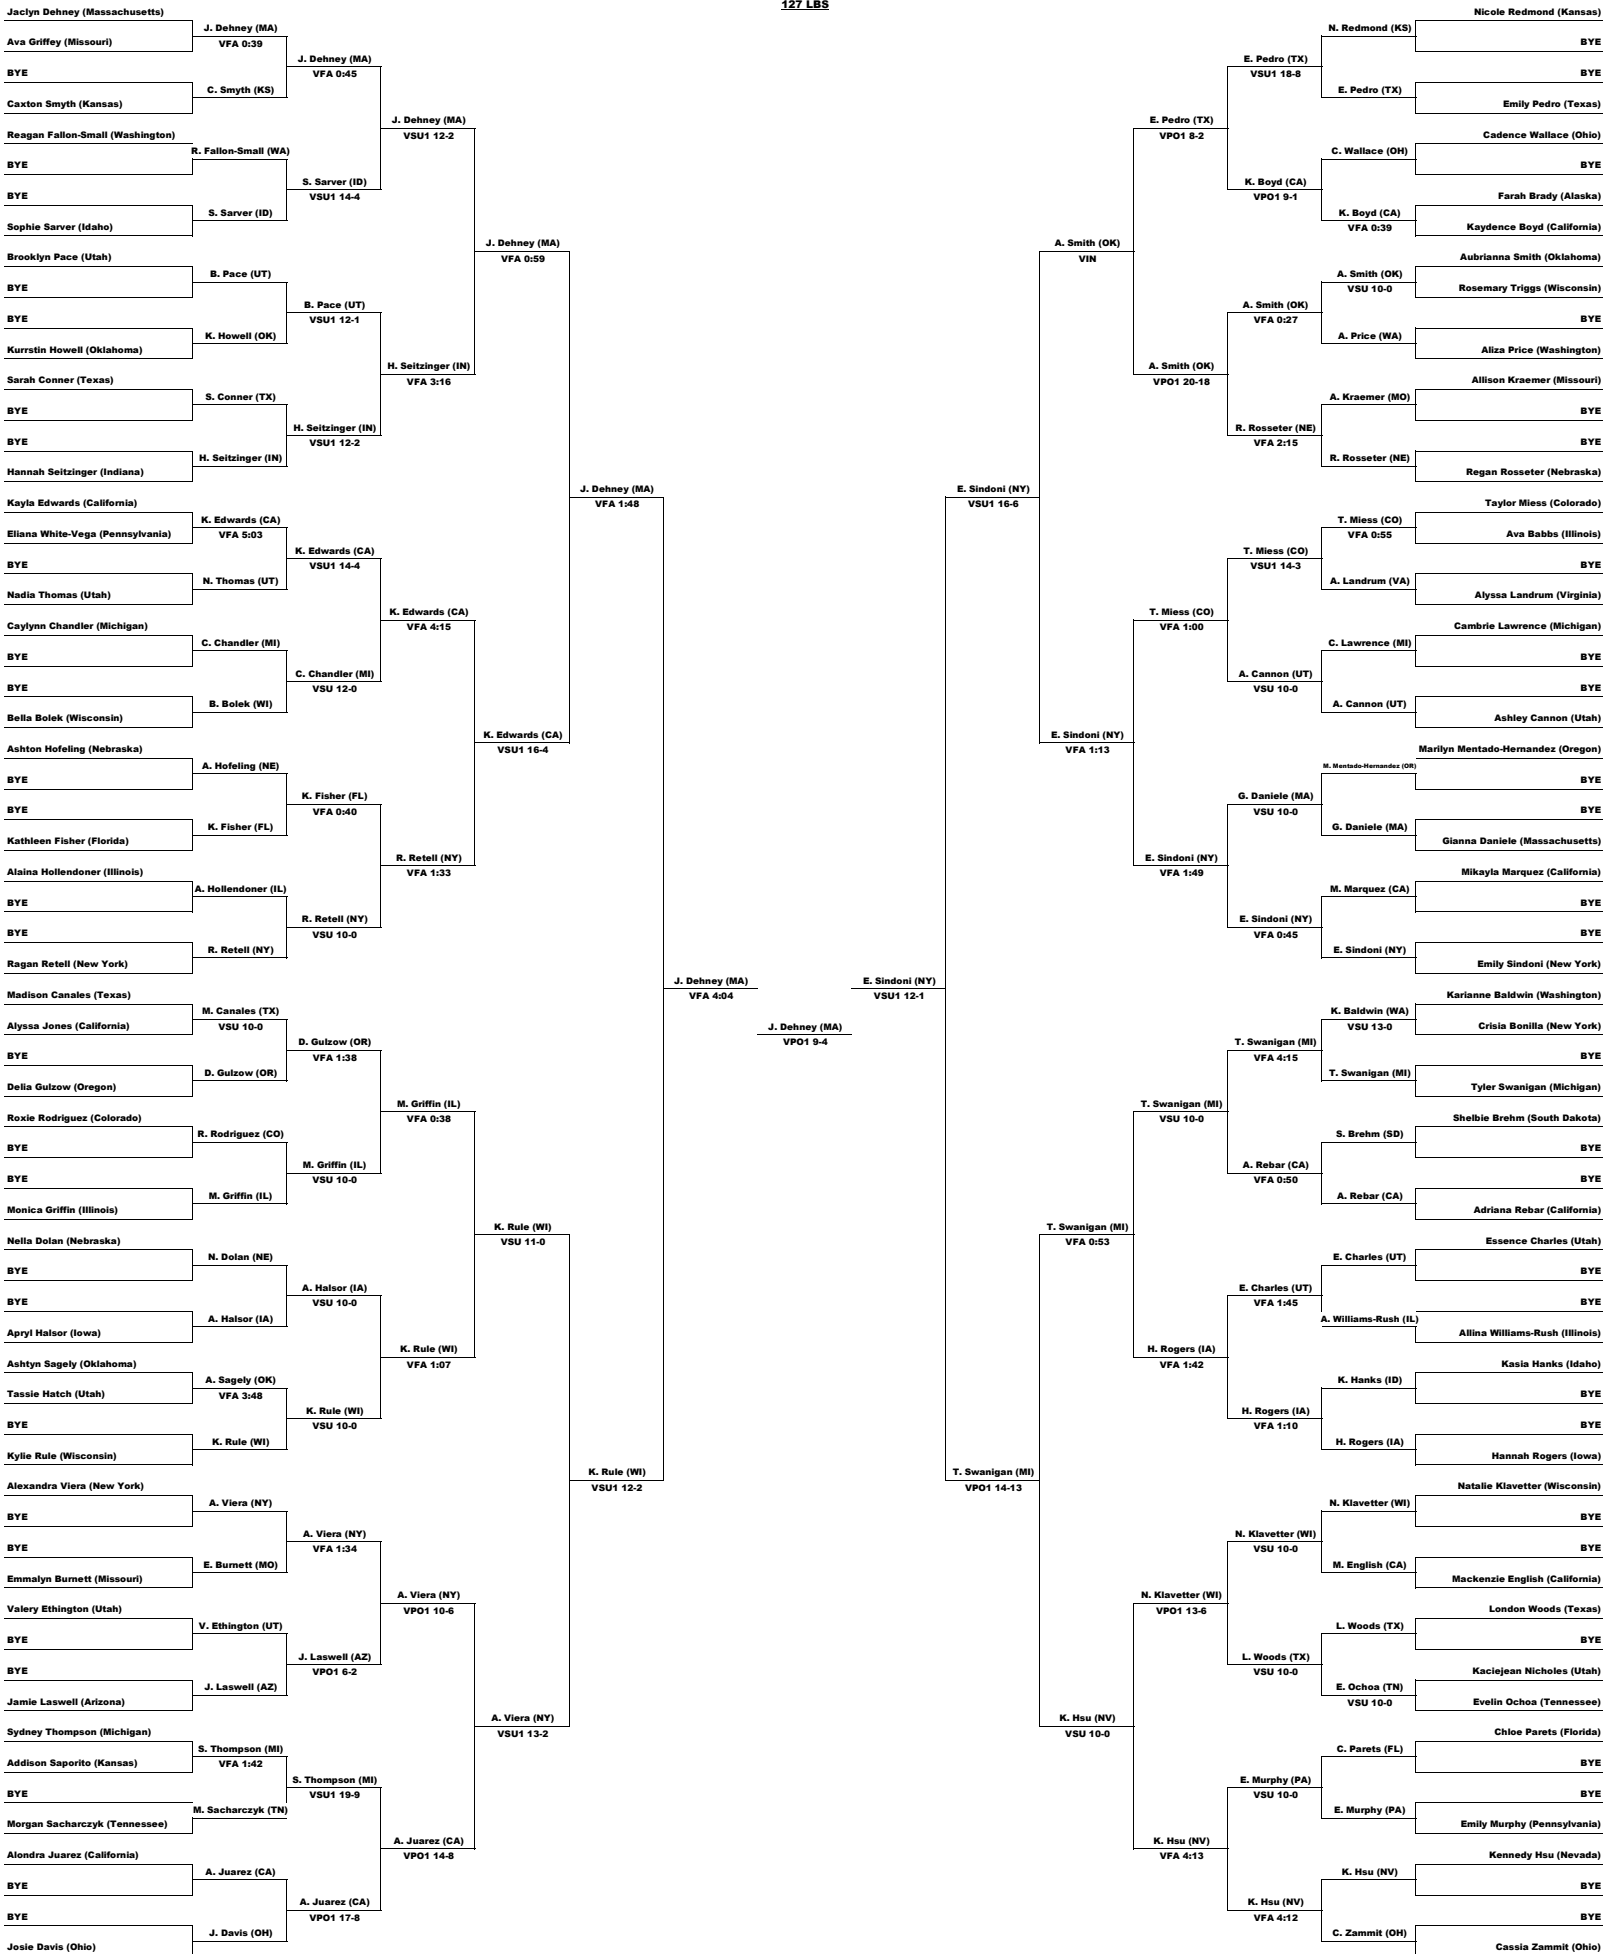 127 LBS
Jaclyn Dehney (Massachusetts)
Ava Griffey (Missouri)
BYE
Caxton Smyth (Kansas)
Reagan Fallon-Small (Washington)
BYE
BYE
Sophie Sarver (Idaho)
Brooklyn Pace (Utah)
BYE
BYE
Kurrstin Howell (Oklahoma)
Sarah Conner (Texas)
BYE
BYE
Hannah Seitzinger (Indiana)
Kayla Edwards (California)
Eliana White-Vega (Pennsylvania)
BYE
Nadia Thomas (Utah)
Caylynn Chandler (Michigan)
BYE
BYE
Bella Bolek (Wisconsin)
Ashton Hofeling (Nebraska)
BYE
BYE
Kathleen Fisher (Florida)
Alaina Hollendoner (Illinois)
BYE
BYE
Ragan Retell (New York)
Madison Canales (Texas)
Alyssa Jones (California)
BYE
Delia Gulzow (Oregon)
Roxie Rodriguez (Colorado)
BYE
BYE
Monica Griffin (Illinois)
Nella Dolan (Nebraska)
BYE
BYE
Apryl Halsor (Iowa)
Ashtyn Sagely (Oklahoma)
Tassie Hatch (Utah)
BYE
Kylie Rule (Wisconsin)
Alexandra Viera (New York)
BYE
BYE
Emmalyn Burnett (Missouri)
Valery Ethington (Utah)
BYE
BYE
Jamie Laswell (Arizona)
Sydney Thompson (Michigan)
Addison Saporito (Kansas)
BYE
Morgan Sacharczyk (Tennessee)
Alondra Juarez (California)
BYE
BYE
Josie Davis (Ohio)
J. Dehney (MA)
VFA 0:39
C. Smyth (KS)
R. Fallon-Small (WA)
S. Sarver (ID)
B. Pace (UT)
K. Howell (OK)
S. Conner (TX)
H. Seitzinger (IN)
K. Edwards (CA)
VFA 5:03
N. Thomas (UT)
C. Chandler (MI)
B. Bolek (WI)
A. Hofeling (NE)
K. Fisher (FL)
A. Hollendoner (IL)
R. Retell (NY)
M. Canales (TX)
VSU 10-0
D. Gulzow (OR)
R. Rodriguez (CO)
M. Griffin (IL)
N. Dolan (NE)
A. Halsor (IA)
A. Sagely (OK)
VFA 3:48
K. Rule (WI)
A. Viera (NY)
E. Burnett (MO)
V. Ethington (UT)
J. Laswell (AZ)
S. Thompson (MI)
VFA 1:42
M. Sacharczyk (TN)
A. Juarez (CA)
J. Davis (OH)
J. Dehney (MA)
VFA 0:45
S. Sarver (ID)
VSU1 14-4
B. Pace (UT)
VSU1 12-1
H. Seitzinger (IN)
VSU1 12-2
K. Edwards (CA)
VSU1 14-4
C. Chandler (MI)
VSU 12-0
K. Fisher (FL)
VFA 0:40
R. Retell (NY)
VSU 10-0
D. Gulzow (OR)
VFA 1:38
M. Griffin (IL)
VSU 10-0
A. Halsor (IA)
VSU 10-0
K. Rule (WI)
VSU 10-0
A. Viera (NY)
VFA 1:34
J. Laswell (AZ)
VPO1 6-2
S. Thompson (MI)
VSU1 19-9
A. Juarez (CA)
VPO1 17-8
J. Dehney (MA)
VSU1 12-2
H. Seitzinger (IN)
VFA 3:16
K. Edwards (CA)
VFA 4:15
R. Retell (NY)
VFA 1:33
M. Griffin (IL)
VFA 0:38
K. Rule (WI)
VFA 1:07
A. Viera (NY)
VPO1 10-6
A. Juarez (CA)
VPO1 14-8
J. Dehney (MA)
VFA 0:59
K. Edwards (CA)
VSU1 16-4
K. Rule (WI)
VSU 11-0
A. Viera (NY)
VSU1 13-2
J. Dehney (MA)
VFA 1:48
K. Rule (WI)
VSU1 12-2
J. Dehney (MA)
VFA 4:04
J. Dehney (MA)
VPO1 9-4
E. Sindoni (NY)
VSU1 12-1
E. Sindoni (NY)
VSU1 16-6
T. Swanigan (MI)
VPO1 14-13
A. Smith (OK)
VIN
E. Sindoni (NY)
VFA 1:13
T. Swanigan (MI)
VFA 0:53
K. Hsu (NV)
VSU 10-0
E. Pedro (TX)
VPO1 8-2
A. Smith (OK)
VPO1 20-18
T. Miess (CO)
VFA 1:00
E. Sindoni (NY)
VFA 1:49
T. Swanigan (MI)
VSU 10-0
H. Rogers (IA)
VFA 1:42
N. Klavetter (WI)
VPO1 13-6
K. Hsu (NV)
VFA 4:13
E. Pedro (TX)
VSU1 18-8
K. Boyd (CA)
VPO1 9-1
A. Smith (OK)
VFA 0:27
R. Rosseter (NE)
VFA 2:15
T. Miess (CO)
VSU1 14-3
A. Cannon (UT)
VSU 10-0
G. Daniele (MA)
VSU 10-0
E. Sindoni (NY)
VFA 0:45
T. Swanigan (MI)
VFA 4:15
A. Rebar (CA)
VFA 0:50
E. Charles (UT)
VFA 1:45
H. Rogers (IA)
VFA 1:10
N. Klavetter (WI)
VSU 10-0
L. Woods (TX)
VSU 10-0
E. Murphy (PA)
VSU 10-0
K. Hsu (NV)
VFA 4:12
N. Redmond (KS)
E. Pedro (TX)
C. Wallace (OH)
K. Boyd (CA)
VFA 0:39
A. Smith (OK)
VSU 10-0
A. Price (WA)
A. Kraemer (MO)
R. Rosseter (NE)
T. Miess (CO)
VFA 0:55
A. Landrum (VA)
C. Lawrence (MI)
A. Cannon (UT)
M. Mentado-Hernandez (OR)
G. Daniele (MA)
M. Marquez (CA)
E. Sindoni (NY)
K. Baldwin (WA)
VSU 13-0
T. Swanigan (MI)
S. Brehm (SD)
A. Rebar (CA)
E. Charles (UT)
A. Williams-Rush (IL)
K. Hanks (ID)
H. Rogers (IA)
N. Klavetter (WI)
M. English (CA)
L. Woods (TX)
E. Ochoa (TN)
VSU 10-0
C. Parets (FL)
E. Murphy (PA)
K. Hsu (NV)
C. Zammit (OH)
Nicole Redmond (Kansas)
BYE
BYE
Emily Pedro (Texas)
Cadence Wallace (Ohio)
BYE
Farah Brady (Alaska)
Kaydence Boyd (California)
Aubrianna Smith (Oklahoma)
Rosemary Triggs (Wisconsin)
BYE
Aliza Price (Washington)
Allison Kraemer (Missouri)
BYE
BYE
Regan Rosseter (Nebraska)
Taylor Miess (Colorado)
Ava Babbs (Illinois)
BYE
Alyssa Landrum (Virginia)
Cambrie Lawrence (Michigan)
BYE
BYE
Ashley Cannon (Utah)
Marilyn Mentado-Hernandez (Oregon)
BYE
BYE
Gianna Daniele (Massachusetts)
Mikayla Marquez (California)
BYE
BYE
Emily Sindoni (New York)
Karianne Baldwin (Washington)
Crisia Bonilla (New York)
BYE
Tyler Swanigan (Michigan)
Shelbie Brehm (South Dakota)
BYE
BYE
Adriana Rebar (California)
Essence Charles (Utah)
BYE
BYE
Allina Williams-Rush (Illinois)
Kasia Hanks (Idaho)
BYE
BYE
Hannah Rogers (Iowa)
Natalie Klavetter (Wisconsin)
BYE
BYE
Mackenzie English (California)
London Woods (Texas)
BYE
Kaciejean Nicholes (Utah)
Evelin Ochoa (Tennessee)
Chloe Parets (Florida)
BYE
BYE
Emily Murphy (Pennsylvania)
Kennedy Hsu (Nevada)
BYE
BYE
Cassia Zammit (Ohio)